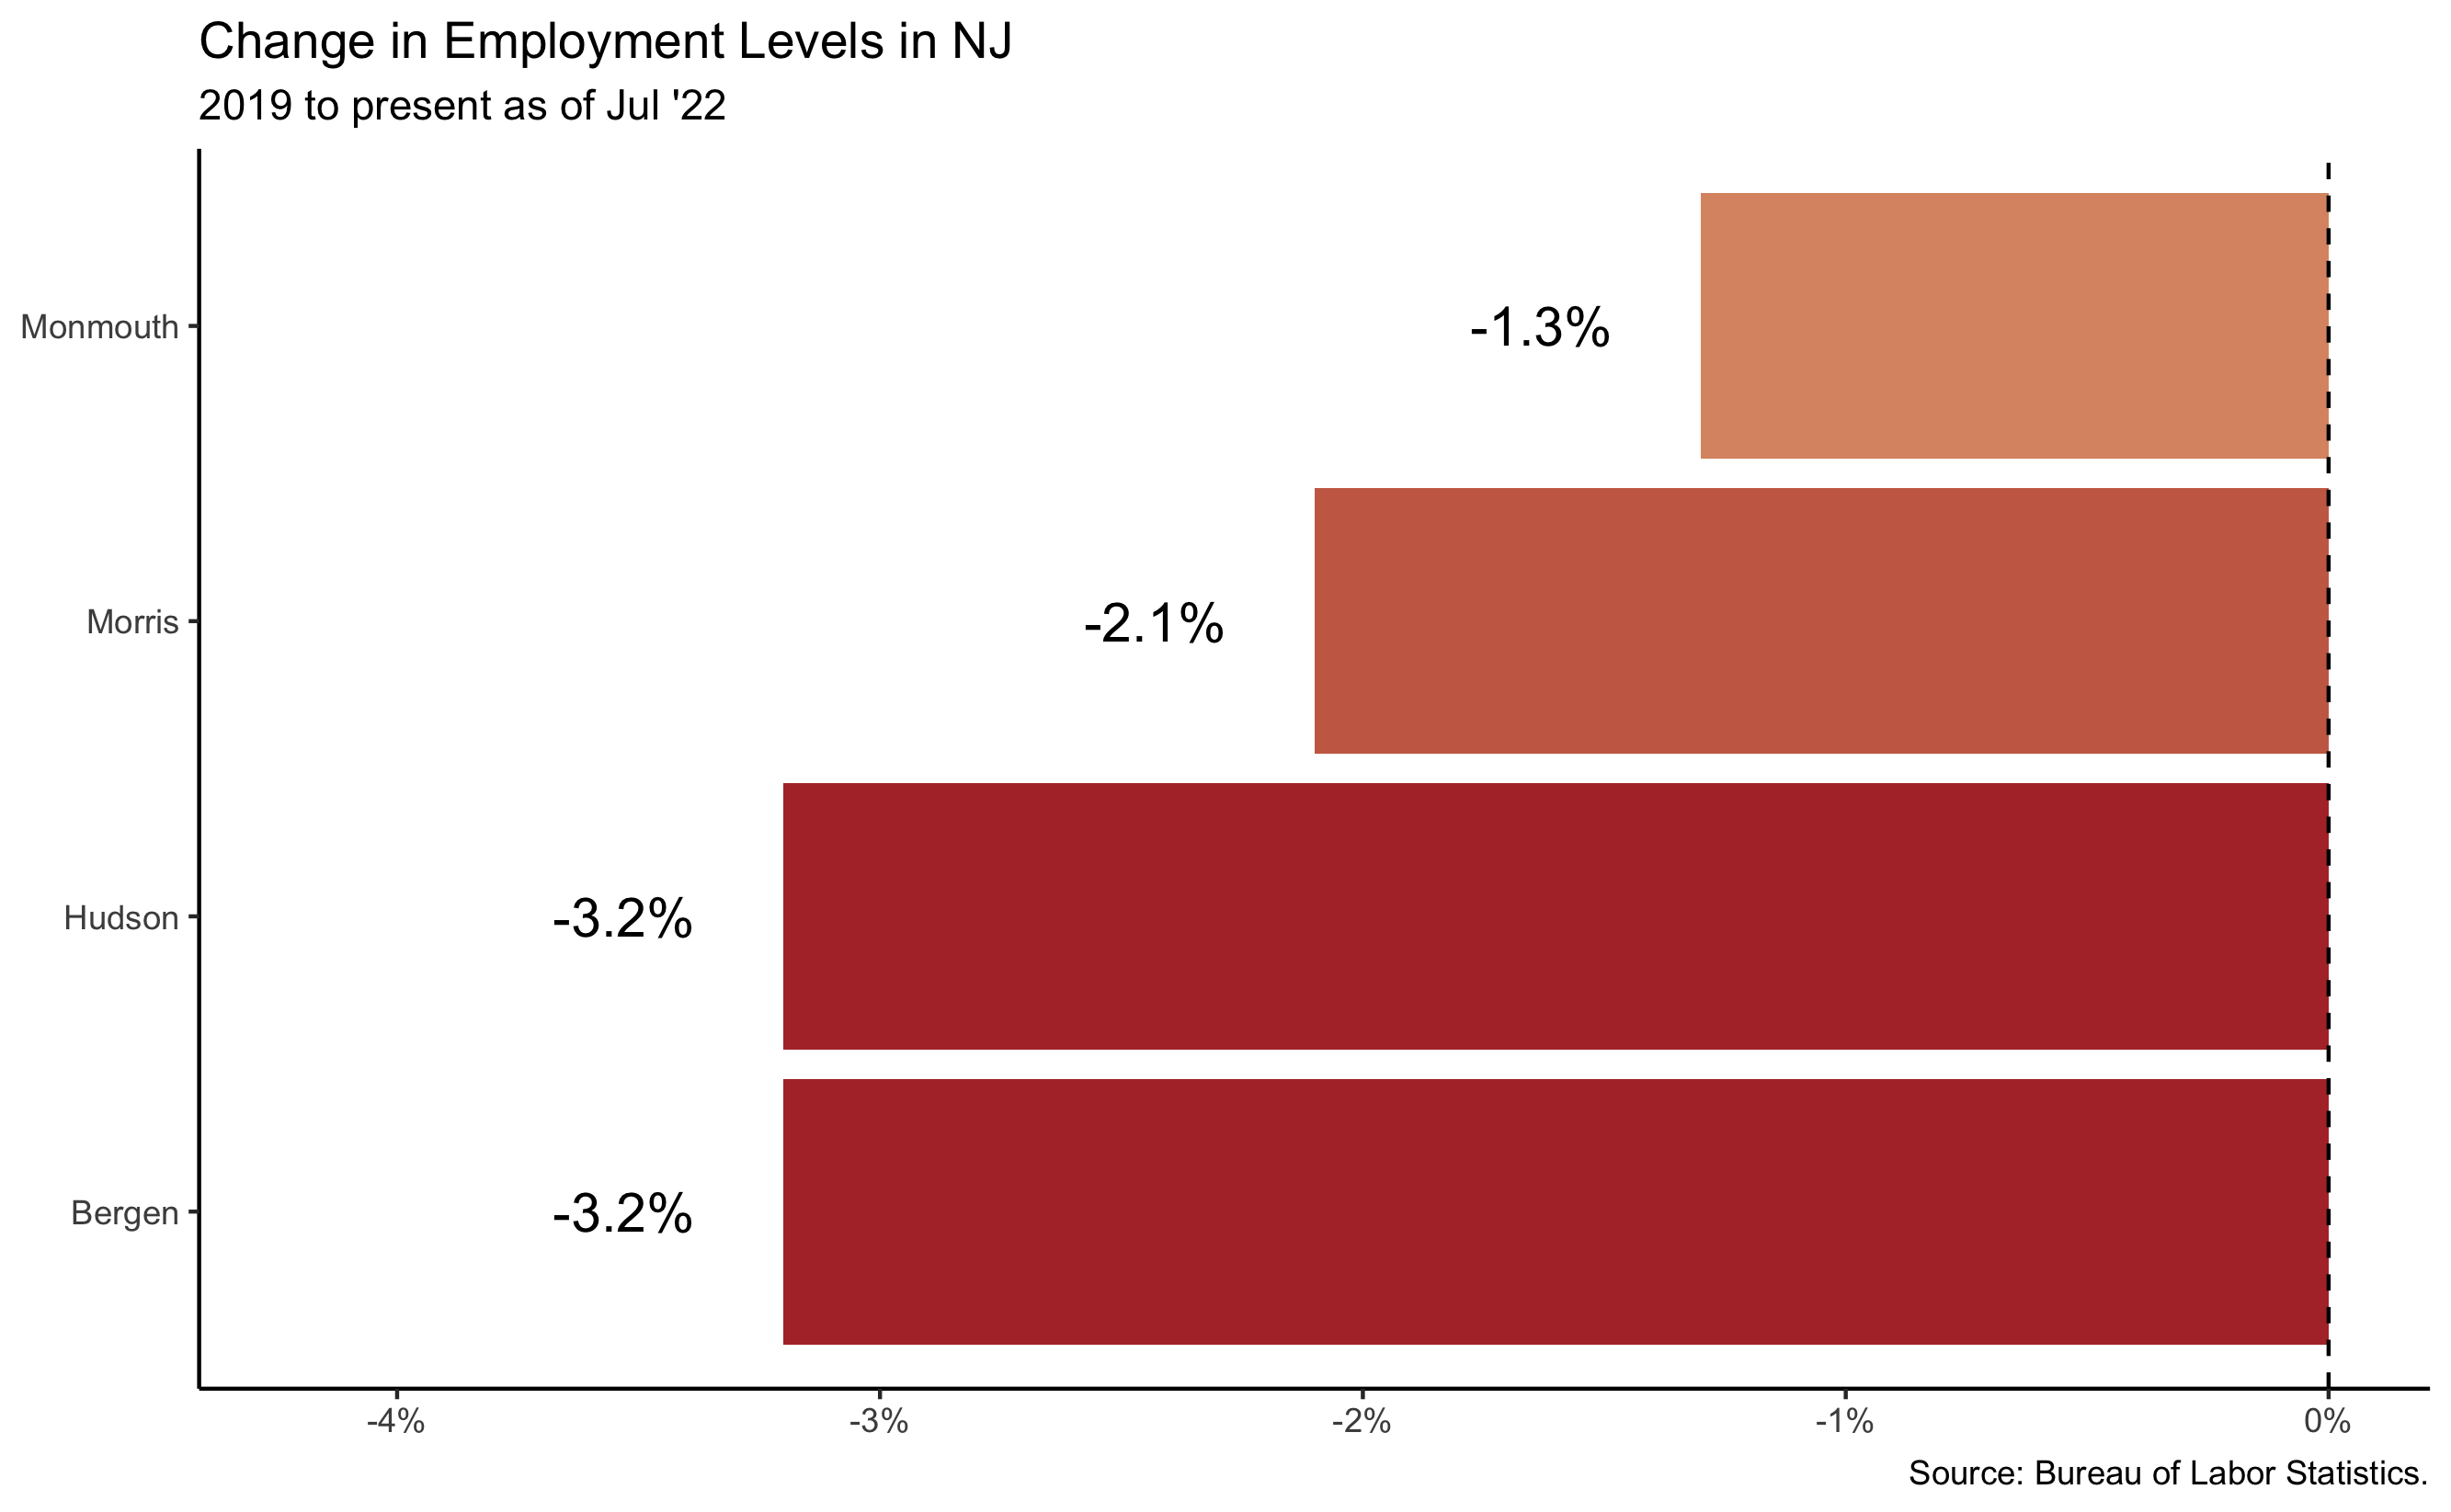 Change in Employment Levels in NJ
2019 to present as of Jul '22
Monmouth
-1.3%
Morris
-2.1%
Hudson
-3.2%
Bergen
-3.2%
-4%
-3%
-2%
-1%
0%
Source: Bureau of Labor Statistics.